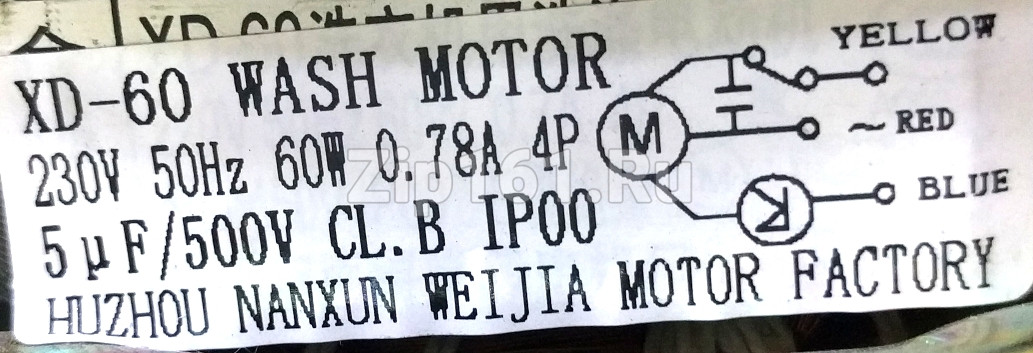 XD-60 WASH MOTOR
230V 50Hz 60W 0.78A 4P
5μF/500V CL.B IP00
HUZHOU NANXUN WEIJIA MOTOR FACTORY
M
YELLOW
~RED
K
BLUE
Zip161.Ru